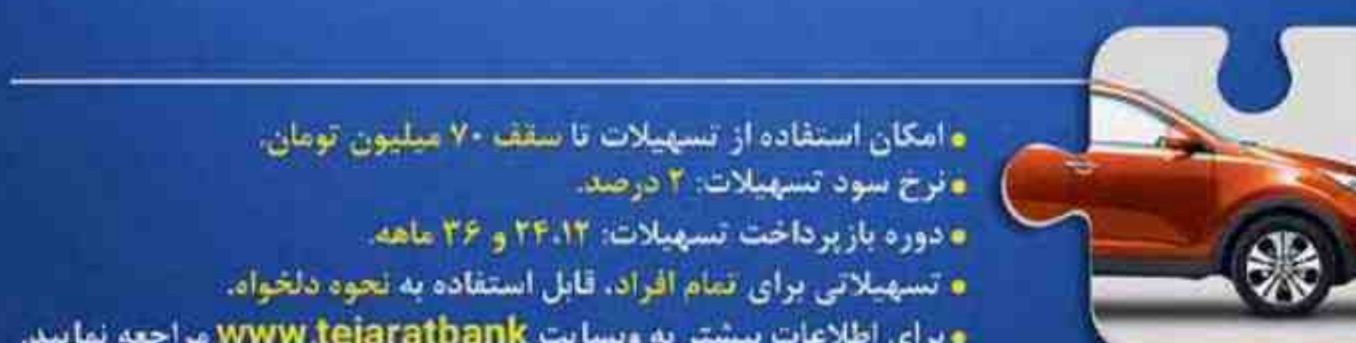 • امکان استفاده از تسهیلات تا سقف ۷۰ میلیون تومان.
• نرخ سود تسهیلات: ۲ درصد.
• دوره بازپرداخت تسهیلات: ۲۴،۱۲ و ۳۶ ماهه.
• تسهیلاتی برای تمام افراد، قابل استفاده به نحوه دلخواه.
• برای اطلاعات بیشتر به وبسایت www.tejaratbank مراجعه نمایید.